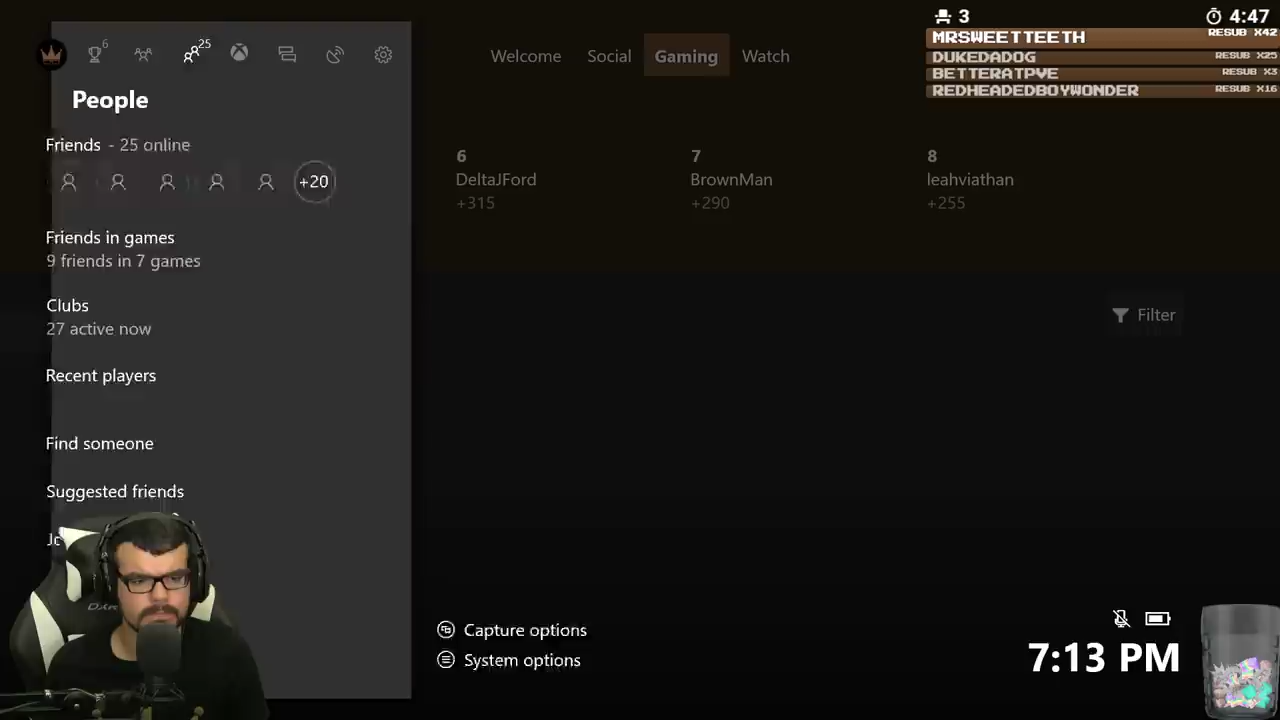 6
25
Welcome Social Gaming Watch
3
4:47
MRSWEETTEETH RESUB X42
DUKEDADOG RESUB X25
BETTERATPVE RESUB X3
REDHEADEDBOYWONDER RESUB X16
People
Friends - 25 online
+20
Friends in games
9 friends in 7 games
Clubs
27 active now
Recent players
Find someone
Suggested friends
6
DeltaJFord
+315
7
BrownMan
+290
8
leahviathan
+255
Filter
Capture options
System options
7:13 PM